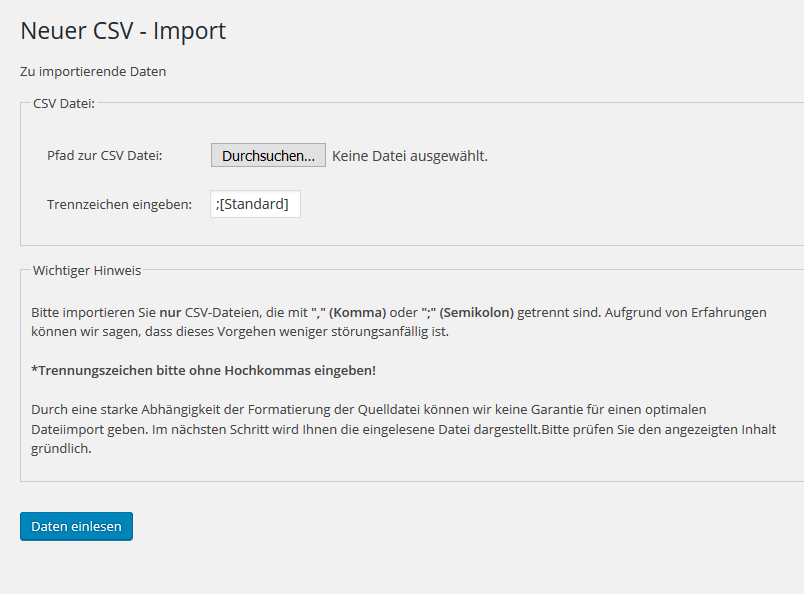 Neuer CSV - Import
Zu importierende Daten
CSV Datei:
Pfad zur CSV Datei: Durchsuchen... Keine Datei ausgewählt.
Trennzeichen eingeben: ;[Standard]
Wichtiger Hinweis
Bitte importieren Sie nur CSV-Dateien, die mit "," (Komma) oder ";" (Semikolon) getrennt sind. Aufgrund von Erfahrungen
können wir sagen, dass dieses Vorgehen weniger störungsanfällig ist.
*Trennungszeichen bitte ohne Hochkommas eingeben!
Durch eine starke Abhängigkeit der Formatierung der Quelldatei können wir keine Garantie für einen optimalen
Dateiimport geben. Im nächsten Schritt wird Ihnen die eingelesene Datei dargestellt.Bitte prüfen Sie den angezeigten Inhalt
gründlich.
Daten einlesen